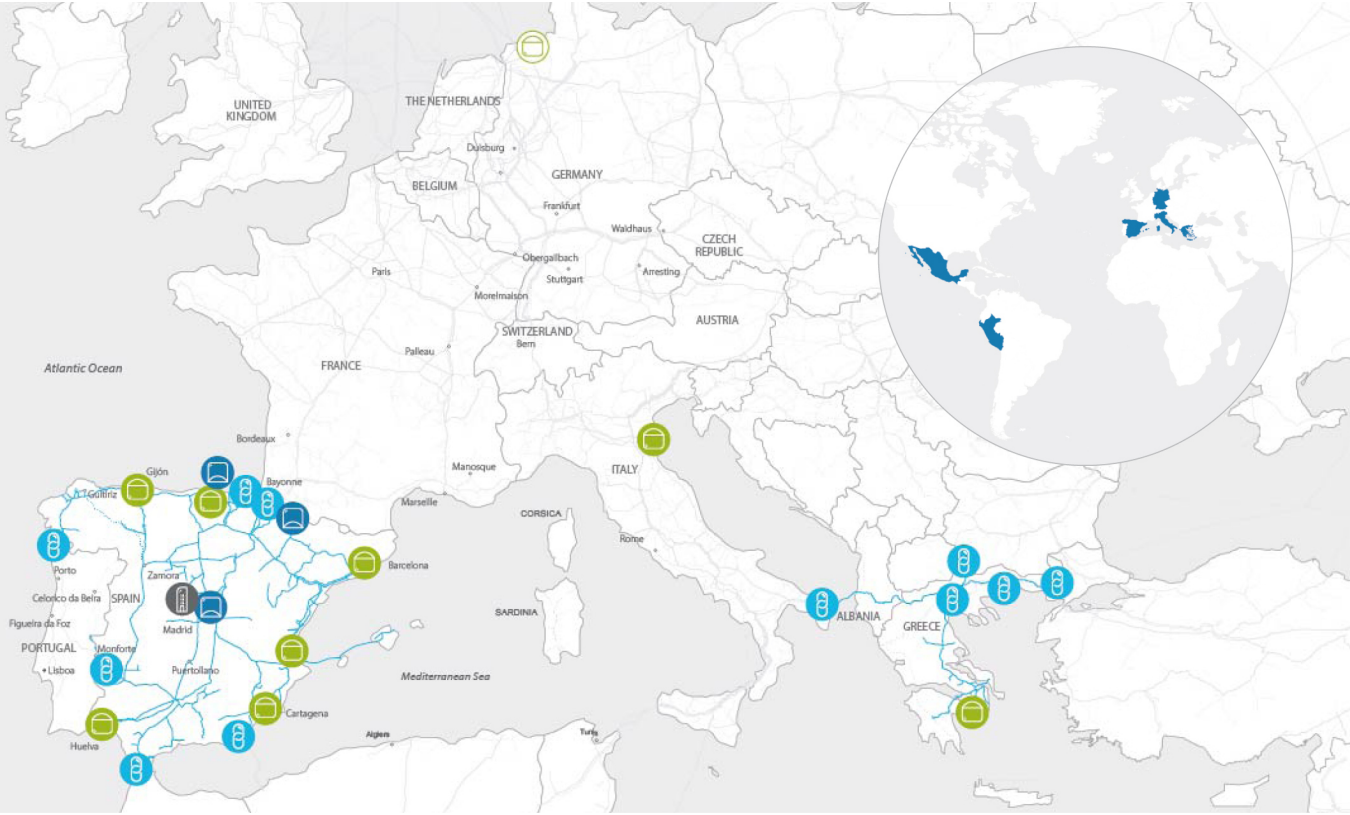 THE NETHERLANDS
UNITED
KINGDOM
Duisburg
GERMANY
BELGIUM
Frankfurt
Waldhaus
CZECH
REPUBLIC
Obergailbach
Paris
Stuttgart
Arresting
Morelmaison
AUSTRIA
SWITZERLAND
Bern
Palleau
FRANCE
Atlantic Ocean
Bordeaux
Manosque
ITALY
Gijón
Bayonne
Guitiriz
Marseille
CORSICA
Rome
Barcelona
Porto
Zamora
Celorico da Beira
SPAIN
SARDINIA
ALBANIA
Figueira da Foz
Madrid
GREECE
PORTUGAL
Monforte
Lisboa
Puertollano
Mediterranean Sea
Cartagena
Huelva
Algiers
Tunis